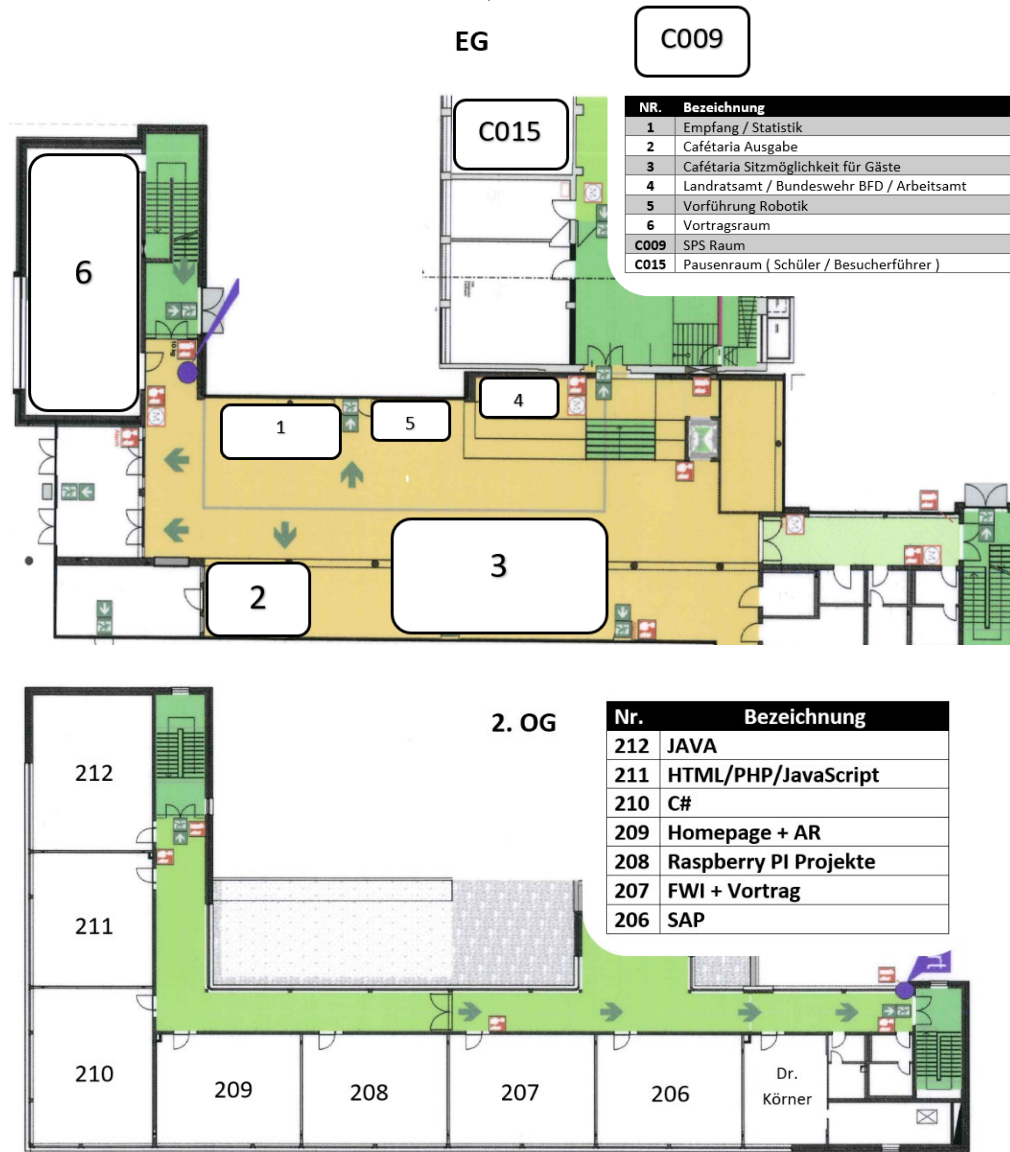 EG
C009
C015
NR. Bezeichnung
1 Empfang / Statistik
2 Cafétaria Ausgabe
3 Cafétaria Sitzmöglichkeit für Gäste
4 Landratsamt / Bundeswehr BFD / Arbeitsamt
5 Vorführung Robotik
6 Vortragsraum
C009 SPS Raum
C015 Pausenraum ( Schüler / Besucherführer )
6
1
5
4
2
3
2. OG
Nr. Bezeichnung
212 JAVA
211 HTML/PHP/JavaScript
210 C#
209 Homepage + AR
208 Raspberry PI Projekte
207 FWI + Vortrag
206 SAP
212
211
210
209
208
207
206
Dr.
Körner